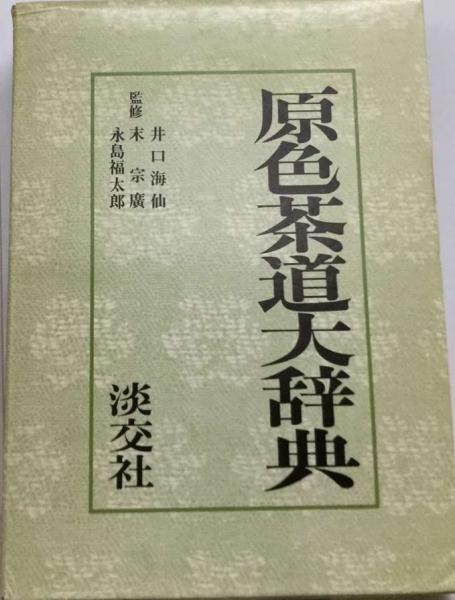 原色茶道大辞典
井口海仙
監修 末宗廣
永島福太郎
淡交社